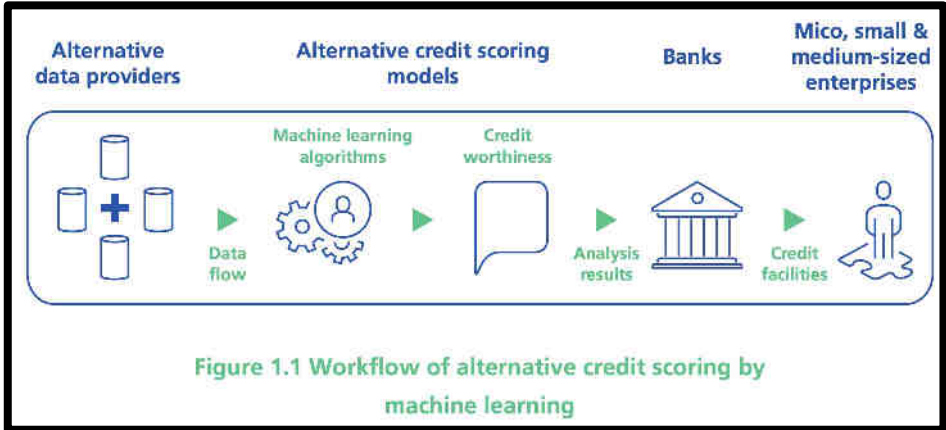 Alternative
data providers
Alternative credit scoring
models
Banks
Mico, small &
medium-sized
enterprises
Machine learning
algorithms
Credit
worthiness
Data
flow
Analysis
results
Credit
facilities
Figure 1.1 Workflow of alternative credit scoring by
machine learning